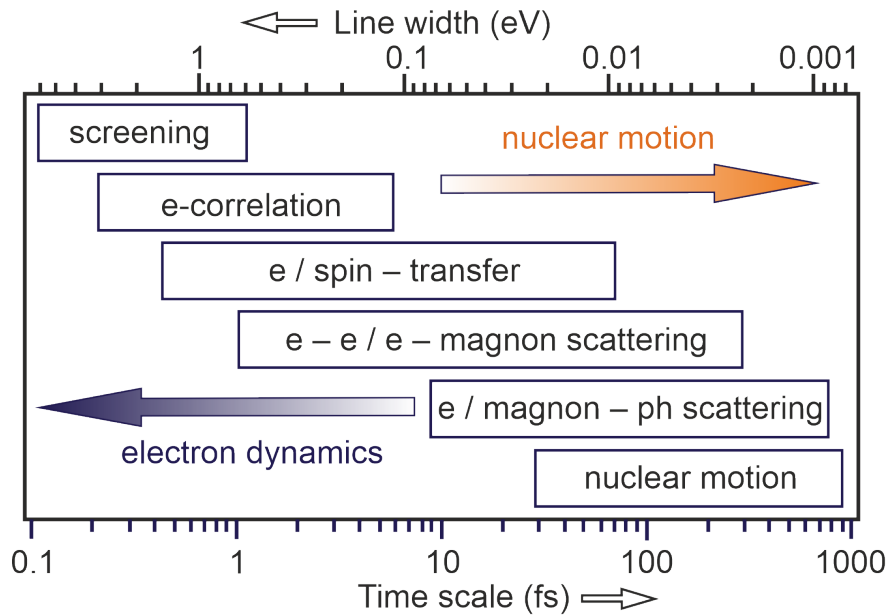 Line width (eV)
1 0.1 0.01 0.001
screening
nuclear motion
e-correlation
e / spin – transfer
e – e / e – magnon scattering
e / magnon – ph scattering
electron dynamics
nuclear motion
0.1 1 10 100 1000
Time scale (fs)